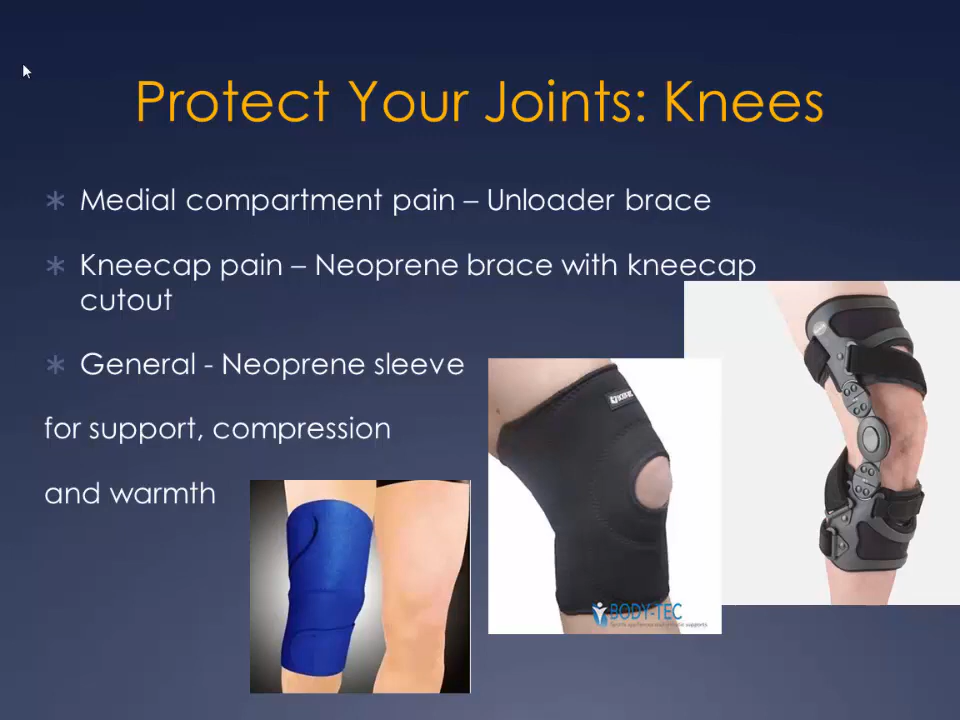 Protect Your Joints: Knees
Medial compartment pain – Unloader brace
Kneecap pain – Neoprene brace with kneecap
cutout
General - Neoprene sleeve
for support, compression
and warmth
BODY-TEC